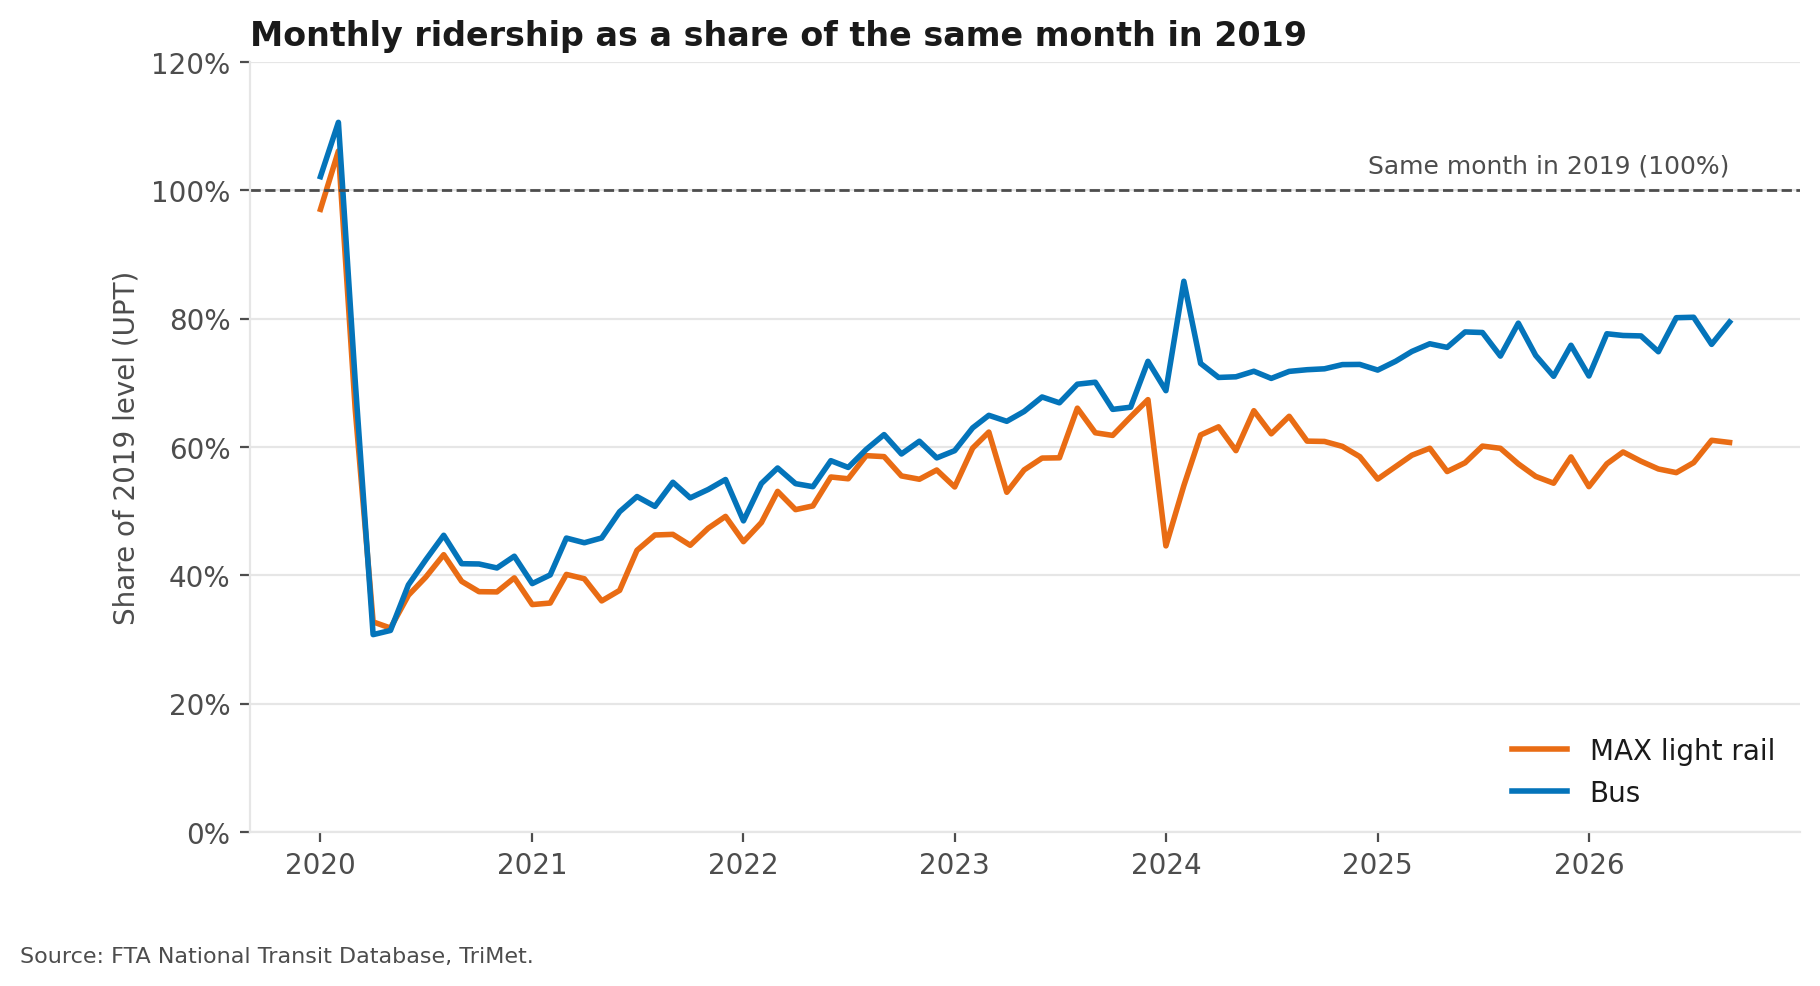 Monthly ridership as a share of the same month in 2019
120%
100%
80%
60%
40%
20%
0%
Share of 2019 level (UPT)
Same month in 2019 (100%)
MAX light rail
Bus
2020 2021 2022 2023 2024 2025 2026
Source: FTA National Transit Database, TriMet.